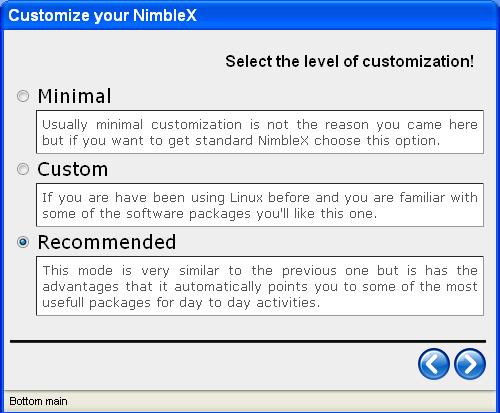 Customize your NimbleX
Select the level of customization!
Minimal
Usually minimal customization is not the reason you came here
but if you want to get standard NimbleX choose this option.
Custom
If you are have been using Linux before and you are familiar with
some of the software packages you'll like this one.
Recommended
This mode is very similar to the previous one but is has the
advantages that it automatically points you to some of the most
usefull packages for day to day activities.
Bottom main